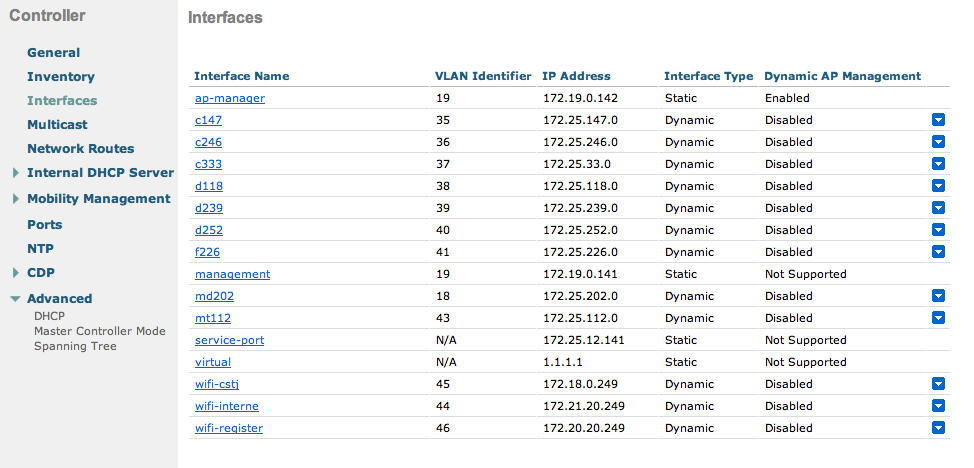 Controller
General
Inventory
Interfaces
Multicast
Network Routes
Internal DHCP Server
Mobility Management
Ports
NTP
CDP
Advanced
DHCP
Master Controller Mode
Spanning Tree
Interfaces
Interface Name VLAN Identifier IP Address Interface Type Dynamic AP Management
ap-manager 19 172.19.0.142 Static Enabled
c147 35 172.25.147.0 Dynamic Disabled
c246 36 172.25.246.0 Dynamic Disabled
c333 37 172.25.33.0 Dynamic Disabled
d118 38 172.25.118.0 Dynamic Disabled
d239 39 172.25.239.0 Dynamic Disabled
d252 40 172.25.252.0 Dynamic Disabled
f226 41 172.25.226.0 Dynamic Disabled
management 19 172.19.0.141 Static Not Supported
md202 18 172.25.202.0 Dynamic Disabled
mt112 43 172.25.112.0 Dynamic Disabled
service-port N/A 172.25.12.141 Static Not Supported
virtual N/A 1.1.1.1 Static Not Supported
wifi-cstj 45 172.18.0.249 Dynamic Disabled
wifi-interne 44 172.21.20.249 Dynamic Disabled
wifi-register 46 172.20.20.249 Dynamic Disabled